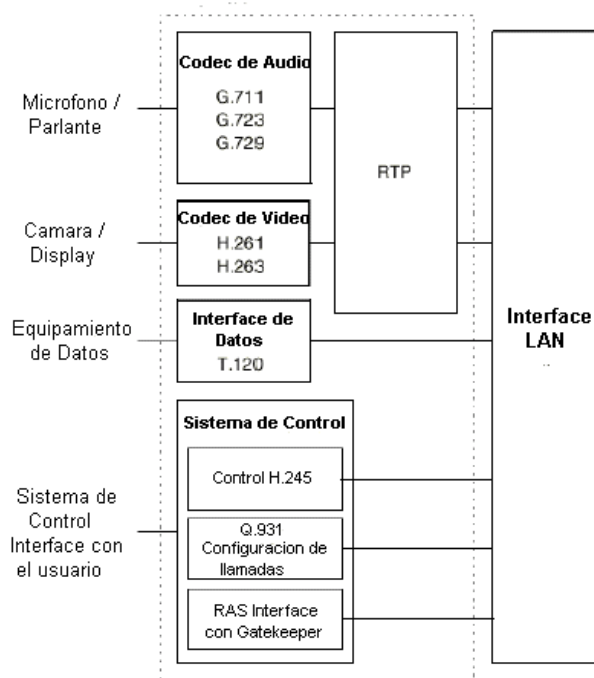 Microfono /
Parlante
Codec de Audio
G.711
G.723
G.729
RTP
Camara /
Display
Codec de Video
H.261
H.263
Equipamiento
de Datos
Interface de
Datos
T.120
Interface
LAN
Sistema de
Control
Interface con
el usuario
Sistema de Control
Control H.245
Q.931
Configuracion de
llamadas
RAS Interface
con Gatekeeper